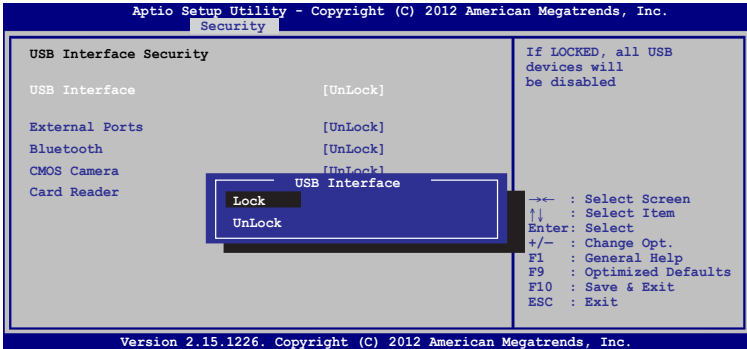 Aptio Setup Utility - Copyright (C) 2012 American Megatrends, Inc.
Security
USB Interface Security
USB Interface [UnLock]
External Ports [UnLock]
Bluetooth [UnLock]
CMOS Camera [UnLock]
Card Reader
USB Interface
Lock
UnLock
If LOCKED, all USB
devices will
be disabled
→← : Select Screen
↑↓ : Select Item
Enter: Select
+/— : Change Opt.
F1 : General Help
F9 : Optimized Defaults
F10 : Save & Exit
ESC : Exit
Version 2.15.1226. Copyright (C) 2012 American Megatrends, Inc.